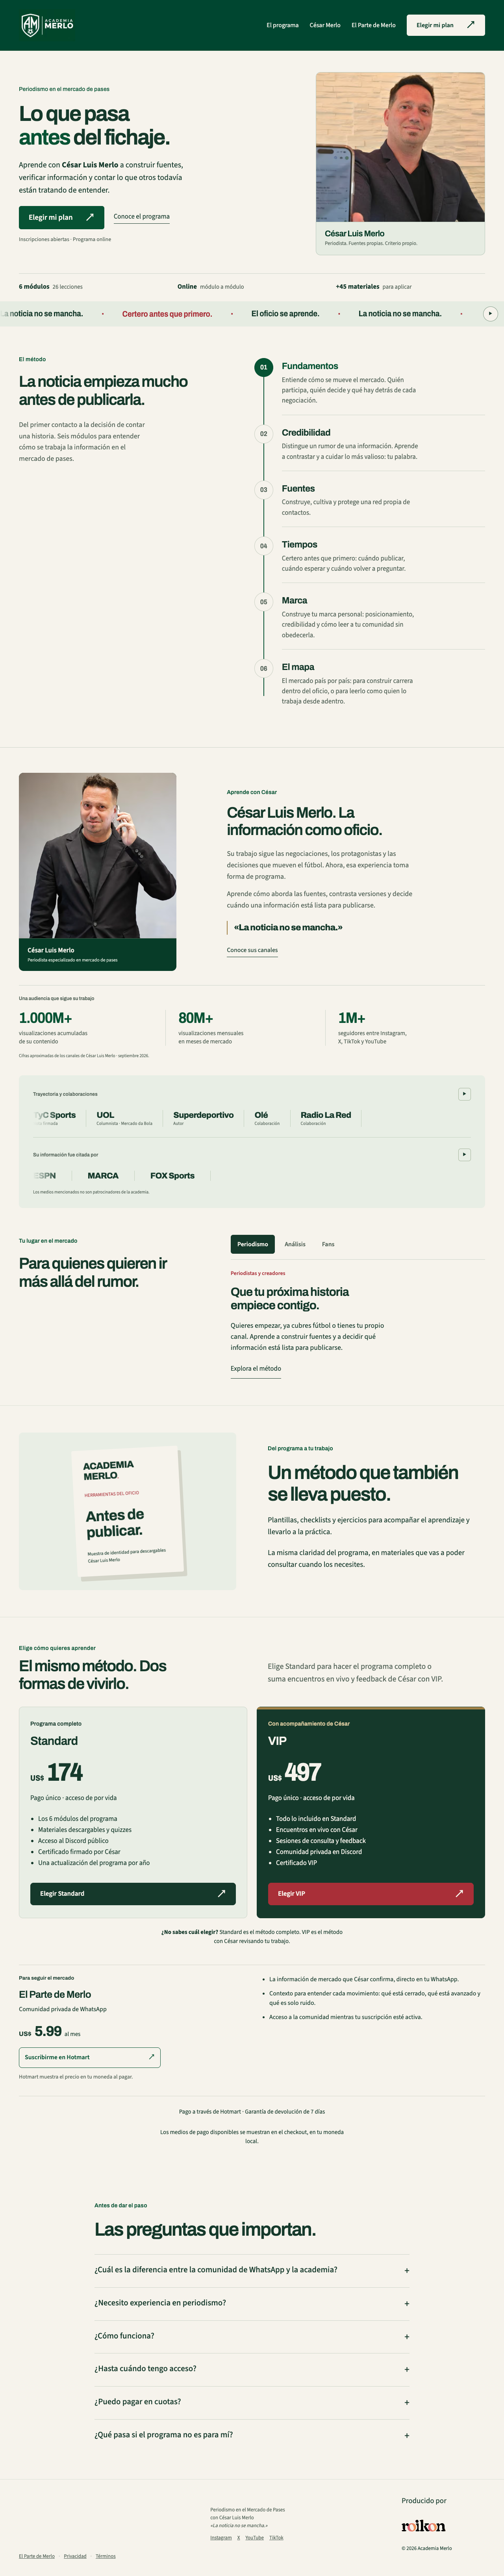 ACADEMIA
MERLO
El programa
César Merlo
El Parte de Merlo
Elegir mi plan
Periodismo en el mercado de pases
Lo que pasa
antes del fichaje.
Aprende con César Luis Merlo a construir fuentes,
verificar información y contar lo que otros todavía
están tratando de entender.
Elegir mi plan
Conoce el programa
Inscripciones abiertas · Programa online
César Luis Merlo
Periodista. Fuentes propias. Criterio propio.
6 módulos 26 lecciones
Online módulo a módulo
+45 materiales para aplicar
La noticia no se mancha. • Certero antes que primero. • El oficio se aprende. • La noticia no se mancha. •
El método
La noticia empieza mucho
antes de publicarla.
Del primer contacto a la decisión de contar
una historia. Seis módulos para entender
cómo se trabaja la información en el
mercado de pases.
01
Fundamentos
Entiende cómo se mueve el mercado. Quién
participa, quién decide y qué hay detrás de cada
negociación.
02
Credibilidad
Distingue un rumor de una información. Aprende
a contrastar y a cuidar lo más valioso: tu palabra.
03
Fuentes
Construye, cultiva y protege una red propia de
contactos.
04
Tiempos
Certero antes que primero: cuándo publicar,
cuándo esperar y cuándo volver a preguntar.
05
Marca
Construye tu marca personal: posicionamiento,
credibilidad y cómo leer a tu comunidad sin
obedecerla.
06
El mapa
El mercado país por país: para construir carrera
dentro del oficio, o para leerlo como quien lo
trabaja desde adentro.
César Luis Merlo
Periodista especializado en mercado de pases
Aprende con César
César Luis Merlo. La
información como oficio.
Su trabajo sigue las negociaciones, los protagonistas y las
decisiones que mueven el fútbol. Ahora, esa experiencia toma
forma de programa.
Aprende cómo aborda las fuentes, contrasta versiones y decide
cuándo una información está lista para publicarse.
«La noticia no se mancha.»
Conoce sus canales
Una audiencia que sigue su trabajo
1.000M+
visualizaciones acumuladas
de su contenido
80M+
visualizaciones mensuales
en meses de mercado
1M+
seguidores entre Instagram,
X, TikTok y YouTube
Cifras aproximadas de los canales de César Luis Merlo · septiembre 2026.
Trayectoria y colaboraciones
TyC Sports
UOL
Columnista · Mercado da Bola
Superdeportivo
Autor
Olé
Colaboración
Radio La Red
Colaboración
Su información fue citada por
ESPN
MARCA
FOX Sports
Los medios mencionados no son patrocinadores de la academia.
Tu lugar en el mercado
Para quienes quieren ir
más allá del rumor.
Periodismo
Análisis
Fans
Periodistas y creadores
Que tu próxima historia
empiece contigo.
Quieres empezar, ya cubres fútbol o tienes tu propio
canal. Aprende a construir fuentes y a decidir qué
información está lista para publicarse.
Explora el método
ACADEMIA
MERLO.
HERRAMIENTAS DEL OFICIO
Antes de
publicar.
Muestra de identidad para descargables
César Luis Merlo
Del programa a tu trabajo
Un método que también
se lleva puesto.
Plantillas, checklists y ejercicios para acompañar el aprendizaje y
llevarlo a la práctica.
La misma claridad del programa, en materiales que vas a poder
consultar cuando los necesites.
Elige cómo quieres aprender
El mismo método. Dos
formas de vivirlo.
Elige Standard para hacer el programa completo o
suma encuentros en vivo y feedback de César con VIP.
Programa completo
Standard
US$ 174
Pago único · acceso de por vida
• Los 6 módulos del programa
• Materiales descargables y quizzes
• Acceso al Discord público
• Certificado firmado por César
• Una actualización del programa por año
Elegir Standard
Con acompañamiento de César
VIP
US$ 497
Pago único · acceso de por vida
• Todo lo incluido en Standard
• Encuentros en vivo con César
• Sesiones de consulta y feedback
• Comunidad privada en Discord
• Certificado VIP
Elegir VIP
¿No sabes cuál elegir? Standard es el método completo. VIP es el método
con César revisando tu trabajo.
Para seguir el mercado
El Parte de Merlo
Comunidad privada de WhatsApp
US$ 5.99 al mes
Suscribirme en Hotmart
Hotmart muestra el precio en tu moneda al pagar.
• La información de mercado que César confirma, directo en tu WhatsApp.
• Contexto para entender cada movimiento: qué está cerrado, qué está avanzado y
qué es solo ruido.
• Acceso a la comunidad mientras tu suscripción esté activa.
Pago a través de Hotmart · Garantía de devolución de 7 días
Los medios de pago disponibles se muestran en el checkout, en tu moneda
local.
Antes de dar el paso
Las preguntas que importan.
¿Cuál es la diferencia entre la comunidad de WhatsApp y la academia? +
¿Necesito experiencia en periodismo? +
¿Cómo funciona? +
¿Hasta cuándo tengo acceso? +
¿Puedo pagar en cuotas? +
¿Qué pasa si el programa no es para mí? +
Periodismo en el Mercado de Pases
con César Luis Merlo
«La noticia no se mancha.»
Instagram X YouTube TikTok
Producido por
roikon
© 2026 Academia Merlo
El Parte de Merlo · Privacidad · Términos